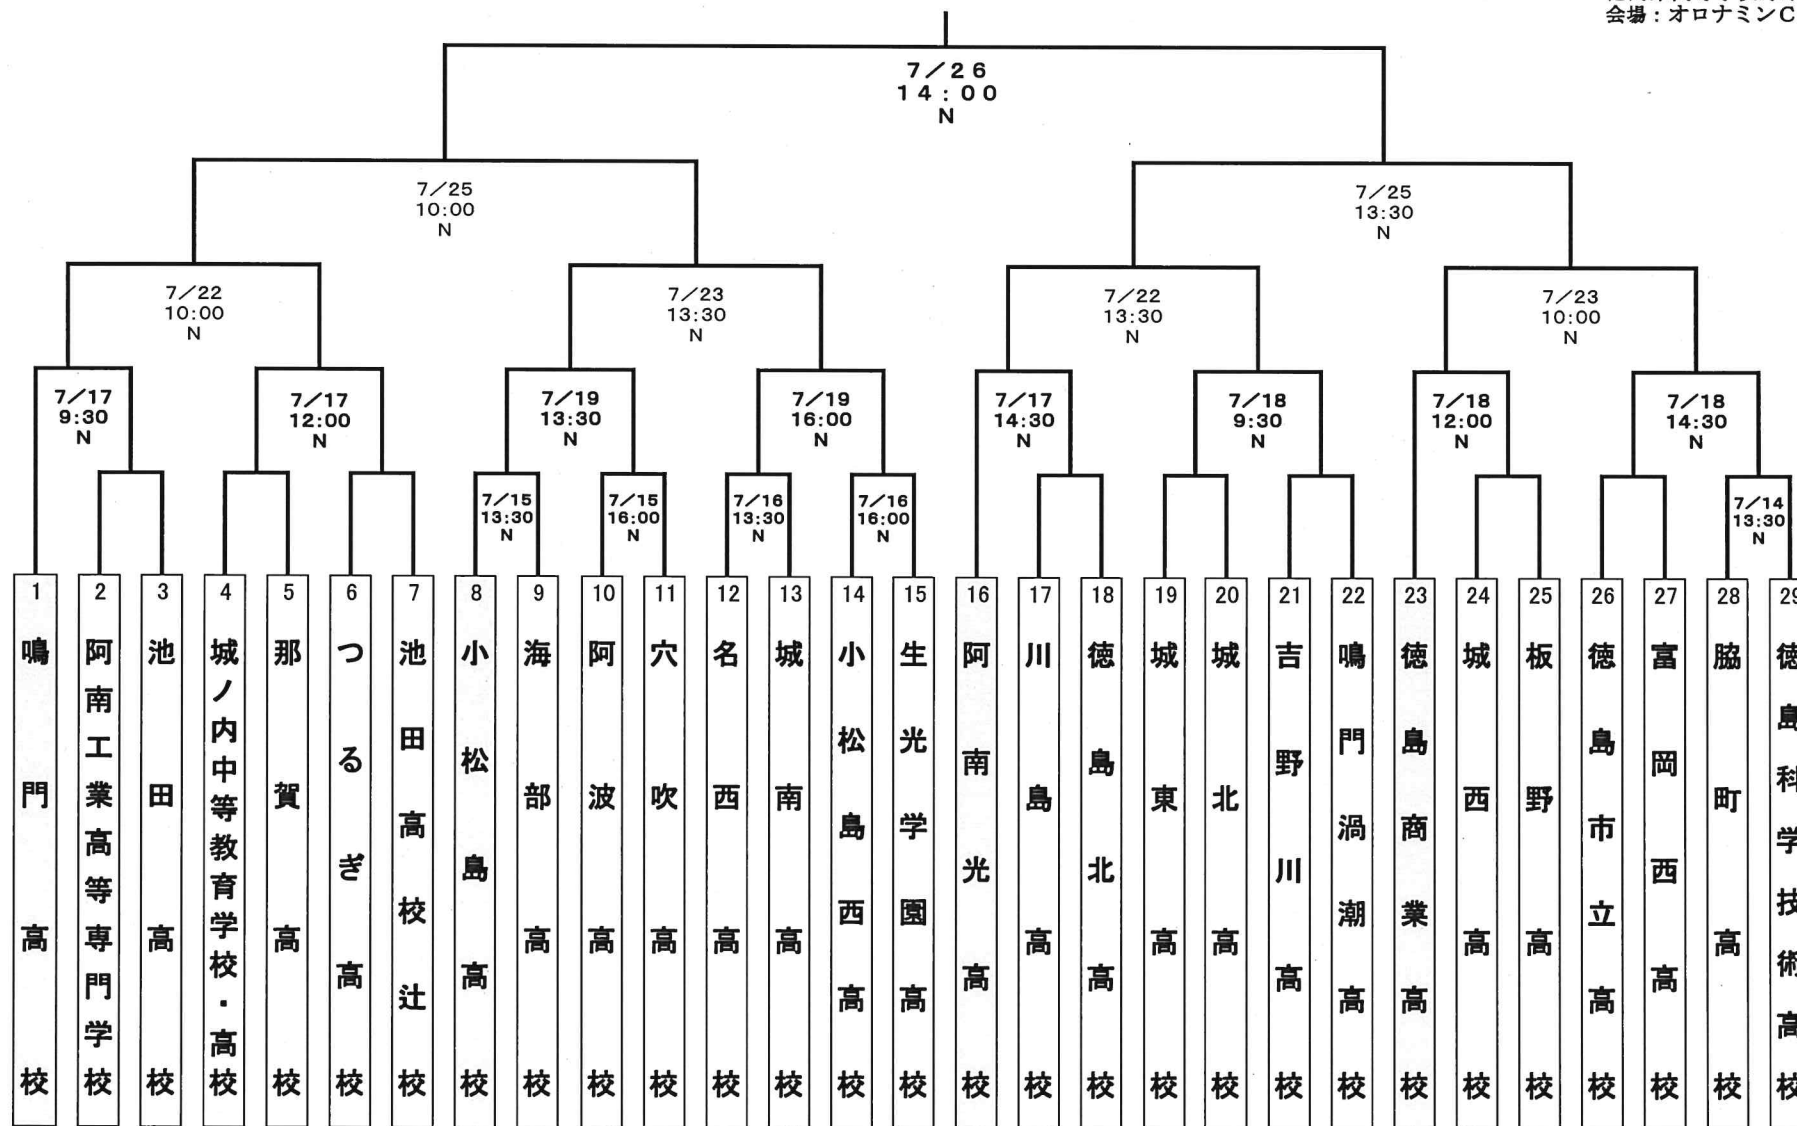 会場：オロナミンC
7／26
14：00
N
7／25
10:00
N
7／25
13:30
N
7／22
10:00
N
7／23
13:30
N
7／22
13:30
N
7／23
10:00
N
7／17
9:30
N
7／17
12:00
N
7／19
13:30
N
7／19
16:00
N
7／17
14:30
N
7／18
9:30
N
7／18
12:00
N
7／18
14:30
N
7／15
13:30
N
7／15
16:00
N
7／16
13:30
N
7／16
16:00
N
7／14
13:30
N
1
鳴門高校
2
阿南工業高等専門学校
3
池田高校
4
城ノ内中等教育学校・高校
5
那賀高校
6
つるぎ高校
7
池田高校辻校
8
小松島高校
9
海部高校
10
阿波高校
11
穴吹高校
12
名西高校
13
城南高校
14
小松島西高校
15
生光学園高校
16
阿南光高校
17
川島高校
18
徳島北高校
19
城東高校
20
城北高校
21
吉野川高校
22
鳴門渦潮高校
23
徳島商業高校
24
城西高校
25
板野高校
26
徳島市立高校
27
富岡西高校
28
脇町高校
29
徳島科学技術高校